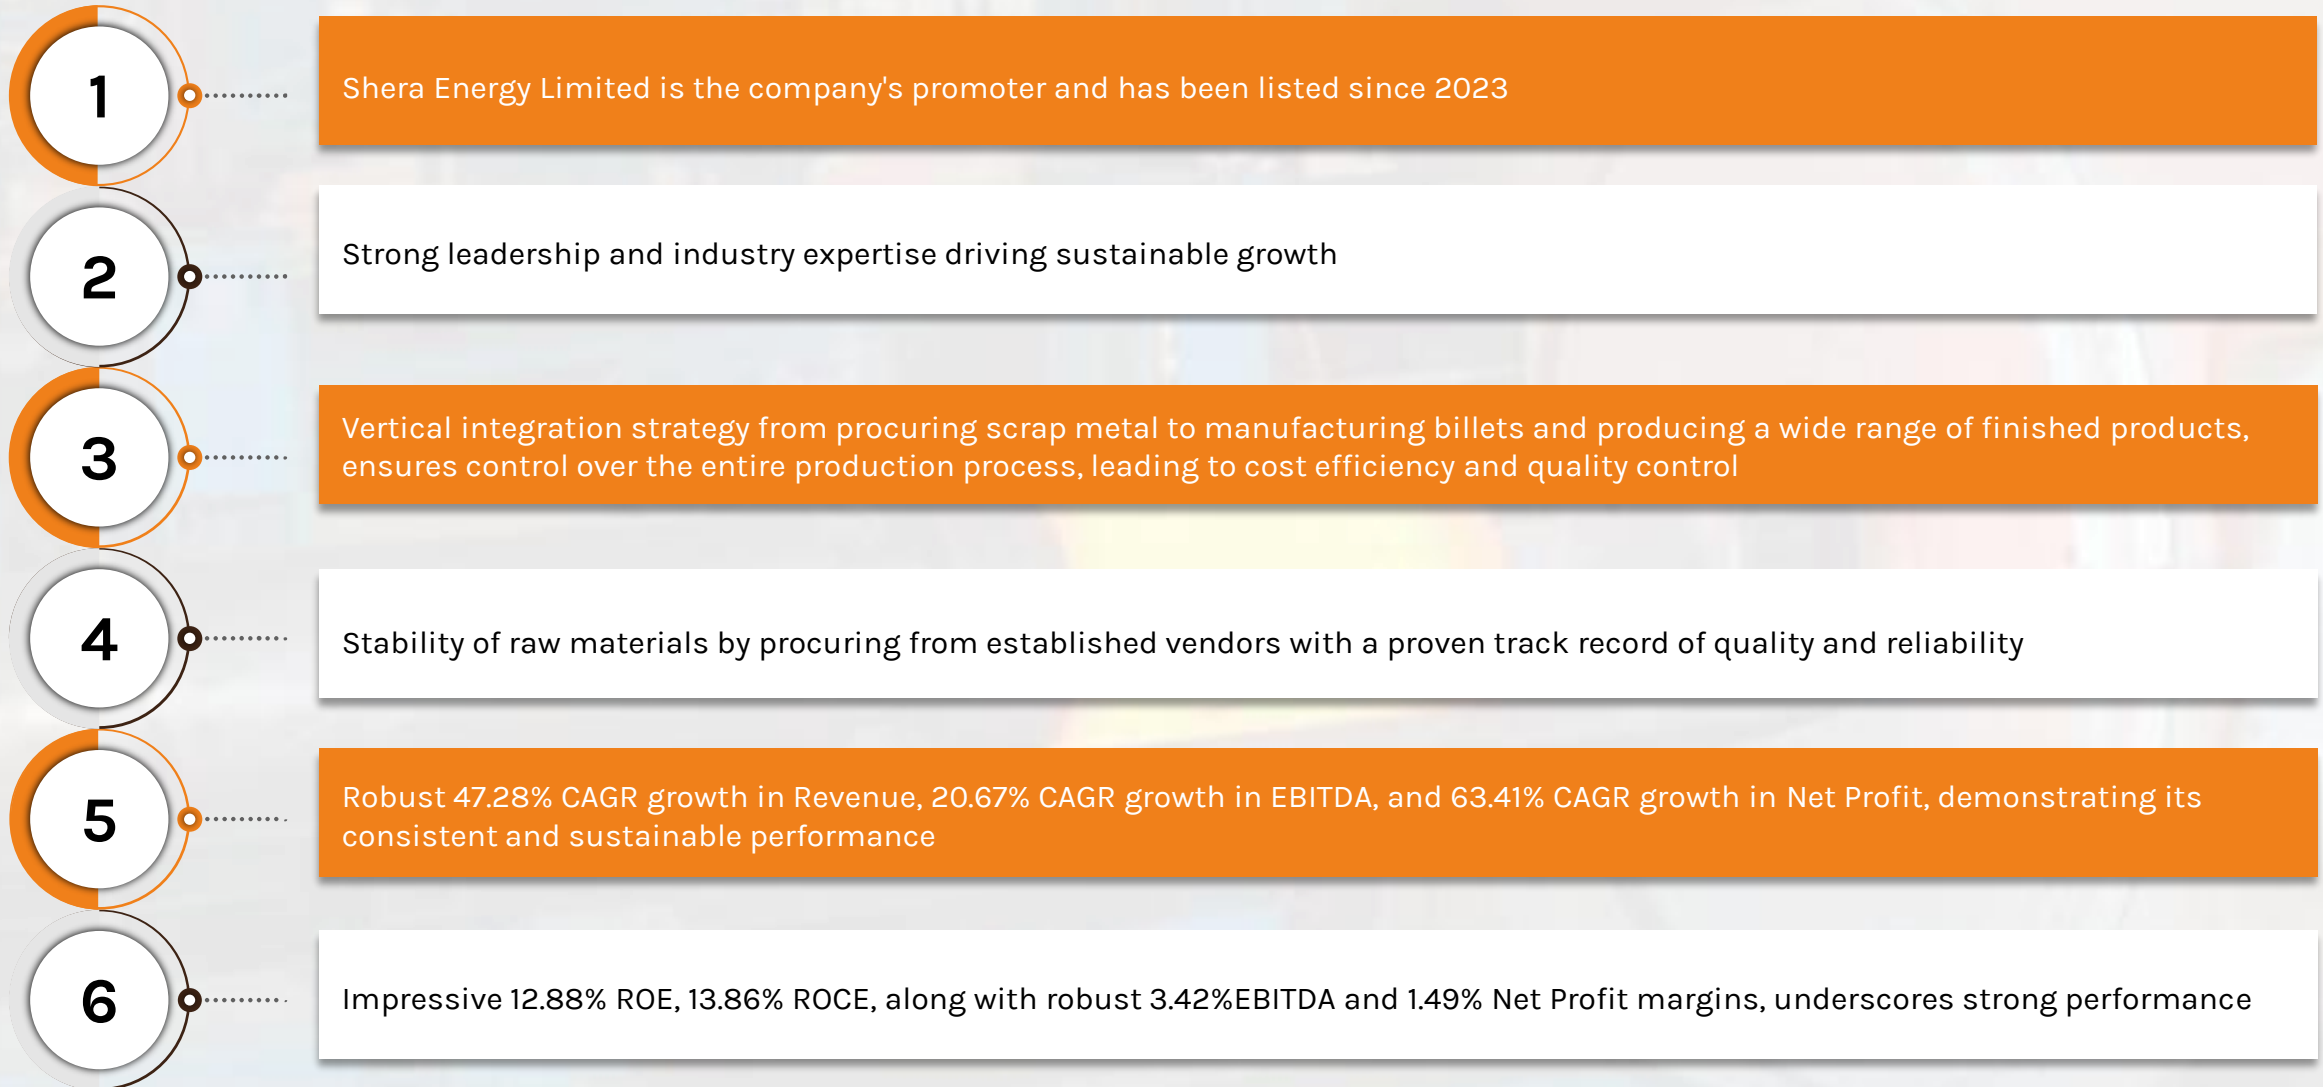 1
Shera Energy Limited is the company's promoter and has been listed since 2023
2
Strong leadership and industry expertise driving sustainable growth
3
Vertical integration strategy from procuring scrap metal to manufacturing billets and producing a wide range of finished products,
ensures control over the entire production process, leading to cost efficiency and quality control
4
Stability of raw materials by procuring from established vendors with a proven track record of quality and reliability
5
Robust 47.28% CAGR growth in Revenue, 20.67% CAGR growth in EBITDA, and 63.41% CAGR growth in Net Profit, demonstrating its
consistent and sustainable performance
6
Impressive 12.88% ROE, 13.86% ROCE, along with robust 3.42%EBITDA and 1.49% Net Profit margins, underscores strong performance